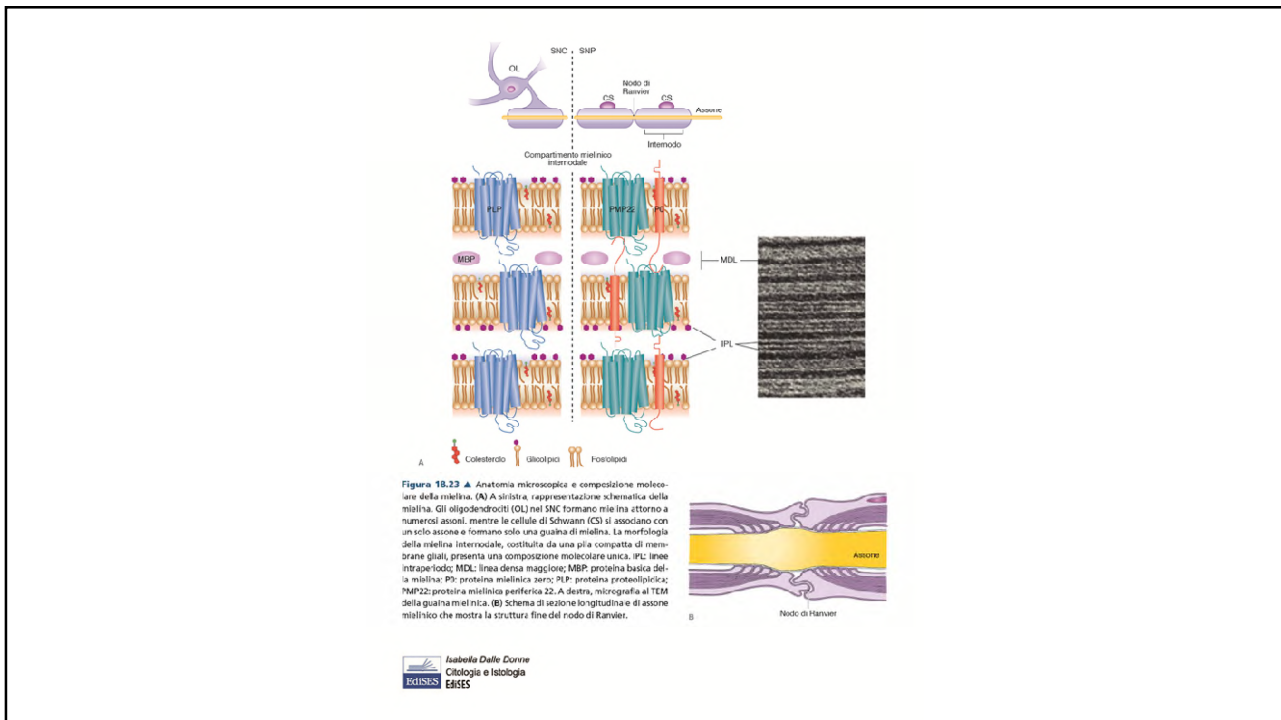 SNC SNP
OL
Nodo di
Ranvier
CS
CS
Assone
Internodo
Compartimento mielinico
internodale
PLP
PMP22
P0
MBP
MDL
IPL
A
Colesterolo
Glicolipidi
Fosfolipidi
Figura 18.23 ▲ Anatomia microscopica e composizione moleco-
lare della mielina. (A) A sinistra, rappresentazione schematica della
mielina. Gli oligodendrociti (OL) nel SNC formano mielina attorno a
numerosi assoni, mentre le cellule di Schwann (CS) si associano con
un solo assone e formano solo una guaina di mielina. La morfologia
della mielina internodale, costituita da una pila compatta di mem-
brane gliali, presenta una composizione molecolare unica. IPL: linee
intraperiodo; MDL: linea densa maggiore; MBP: proteina basica del-
la mielina; P0: proteina mielinica zero; PLP: proteina proteolipidica;
PMP22: proteina mielinica periferica 22. A destra, micrografia al TEM
della guaina mielinica. (B) Schema di sezione longitudinale di assone
mielinico che mostra la struttura fine del nodo di Ranvier.
Assone
Nodo di Ranvier
B
EdiSES
Isabella Dalle Donne
Citologia e Istologia
EdiSES